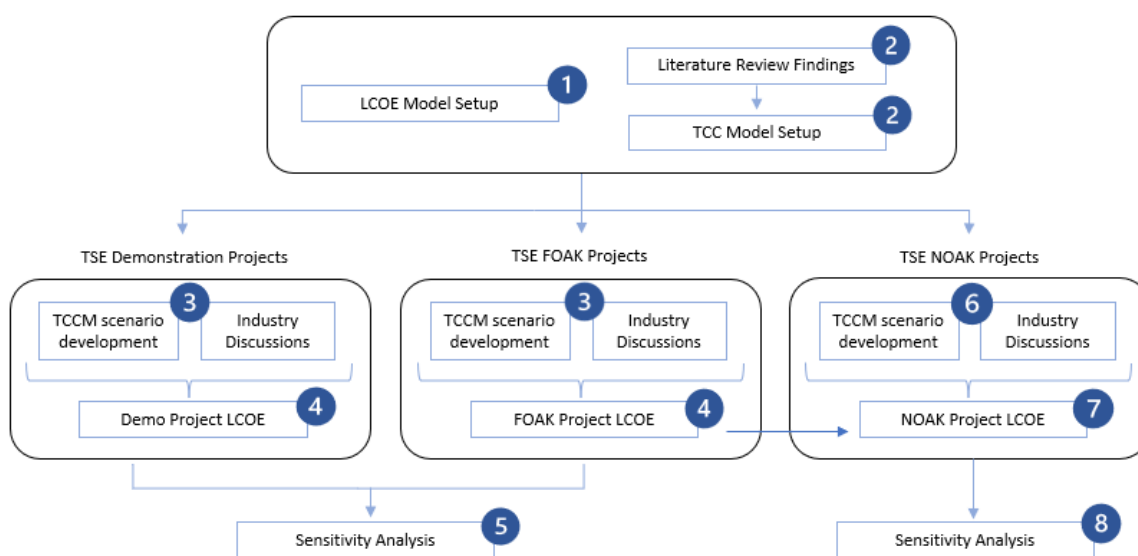 2
Literature Review Findings
1
LCOE Model Setup
2
TCC Model Setup
TSE Demonstration Projects
TSE FOAK Projects
TSE NOAK Projects
3
TCCM scenario
development
Industry
Discussions
4
Demo Project LCOE
3
TCCM scenario
development
Industry
Discussions
4
FOAK Project LCOE
6
TCCM scenario
development
Industry
Discussions
7
NOAK Project LCOE
5
Sensitivity Analysis
8
Sensitivity Analysis